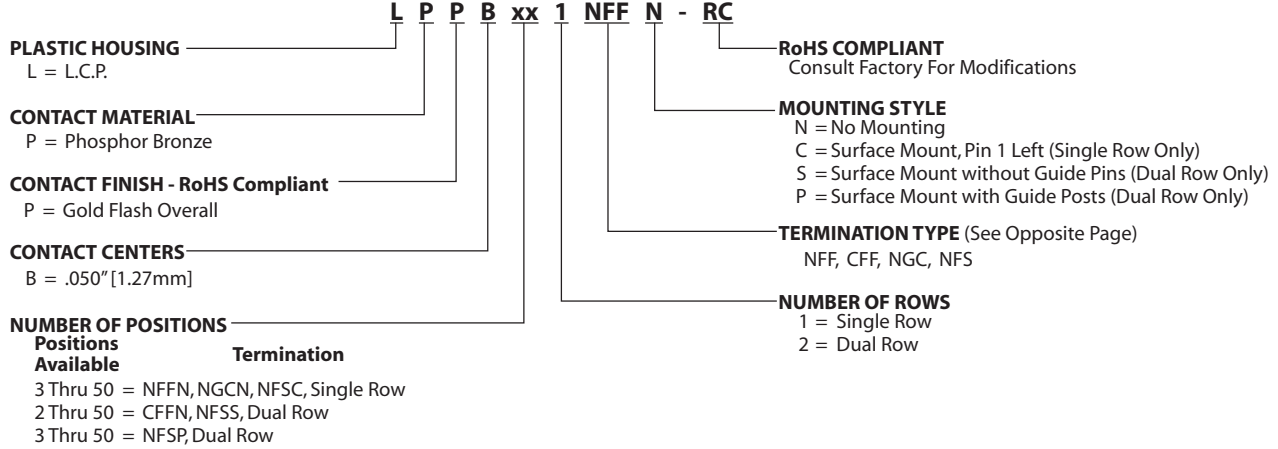 L P P B xx 1 NFF N - RC
PLASTIC HOUSING
L = L.C.P.
CONTACT MATERIAL
P = Phosphor Bronze
CONTACT FINISH - RoHS Compliant
P = Gold Flash Overall
CONTACT CENTERS
B = .050" [1.27mm]
NUMBER OF POSITIONS
Positions
Available
Termination
3 Thru 50 = NFFN, NGCN, NFSC, Single Row
2 Thru 50 = CFFN, NFSS, Dual Row
3 Thru 50 = NFSP, Dual Row
RoHS COMPLIANT
Consult Factory For Modifications
MOUNTING STYLE
N = No Mounting
C = Surface Mount, Pin 1 Left (Single Row Only)
S = Surface Mount without Guide Pins (Dual Row Only)
P = Surface Mount with Guide Posts (Dual Row Only)
TERMINATION TYPE (See Opposite Page)
NFF, CFF, NGC, NFS
NUMBER OF ROWS
1 = Single Row
2 = Dual Row